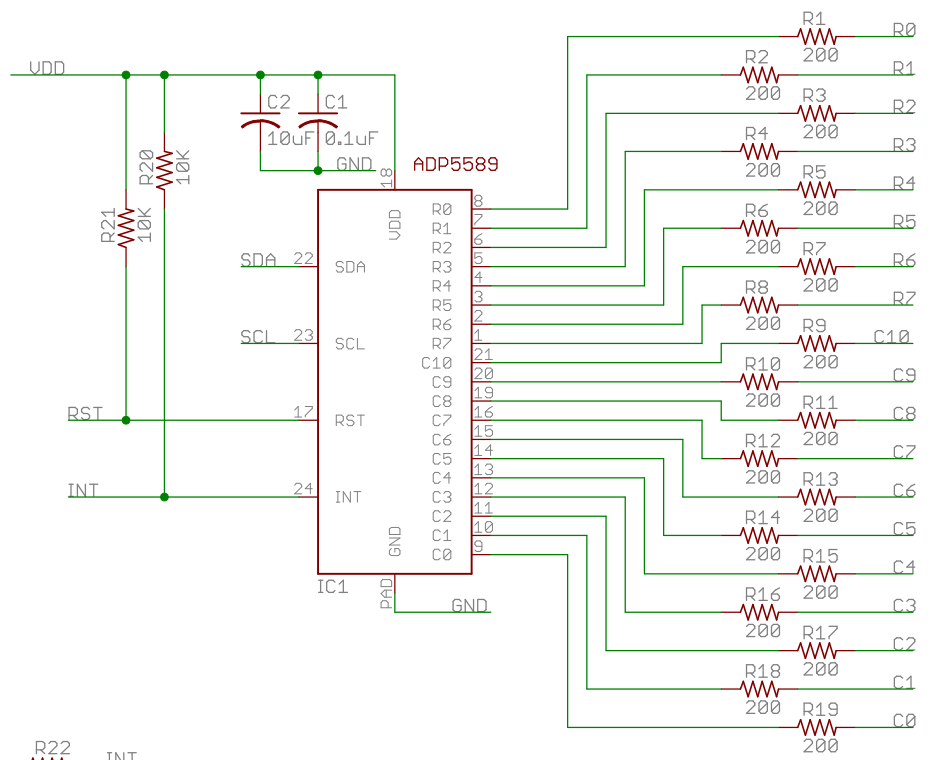 R1 R0
200
VDD R2 R1
200
C2 C1 R3 R2
10uF 0.1uF 200
R4 R3
200
R20 10K GND 18 ADP5589 R5 R4
200
R21 10K VDD R0 8
R1 7 R6 R5
200
R2 6
SDA 22 SDA R3 5 R7 R6
200
R4 4
R5 3 R8 R7
200
R6 2
SCL 23 SCL R7 1 R9 C10
200
C10 21
C9 20 R10 C9
200
C8 19
RST 17 RST C7 16 R11 C8
200
C6 15
C5 14 R12 C7
200
C4 13
INT 24 INT C3 12 R13 C6
200
C2 11
GND C1 10 R14 C5
200
C0 9
IC1 PAD R15 C4
200
GND R16 C3
200
R17 C2
200
R18 C1
200
R19 C0
200
R22 INT